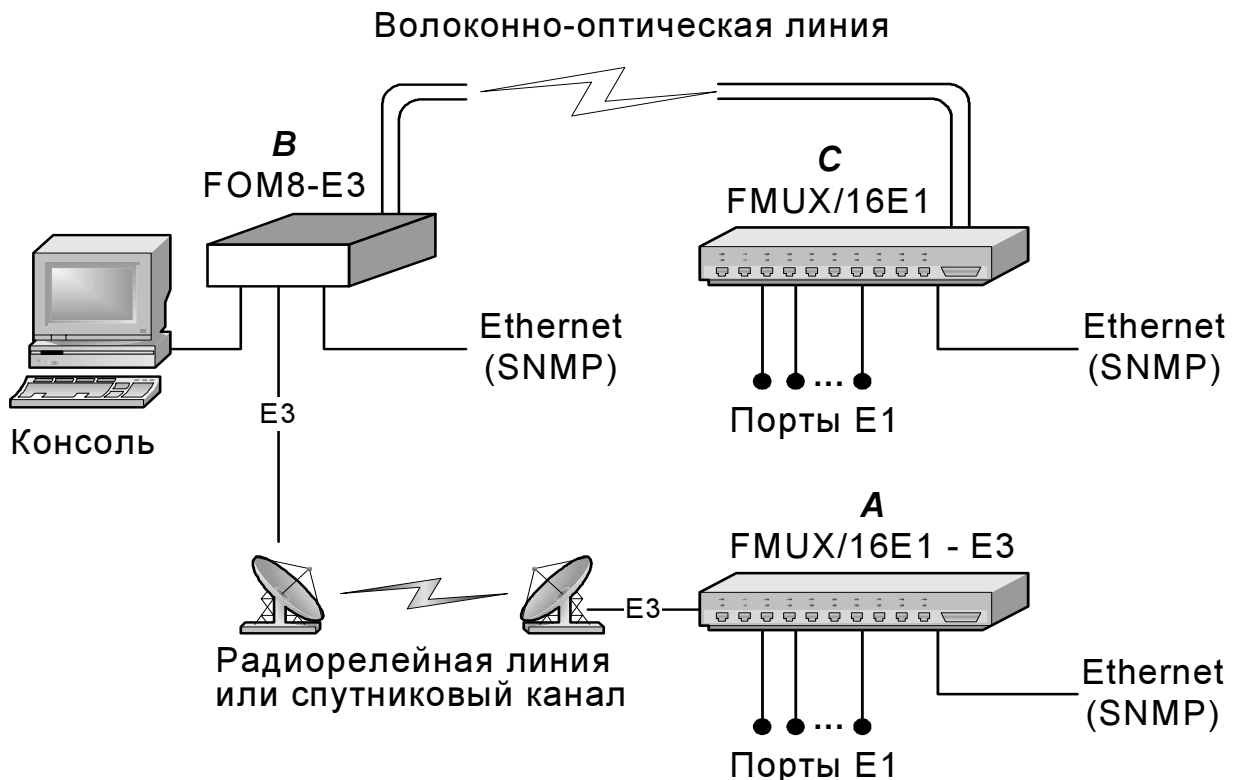 Волоконно-оптическая линия
B
FOM8-E3
C
FMUX/16E1
Ethernet
(SNMP)
Ethernet
(SNMP)
...
Порты E1
Консоль
E3
A
FMUX/16E1 - E3
E3
Радиорелейная линия
или спутниковый канал
Ethernet
(SNMP)
...
Порты E1